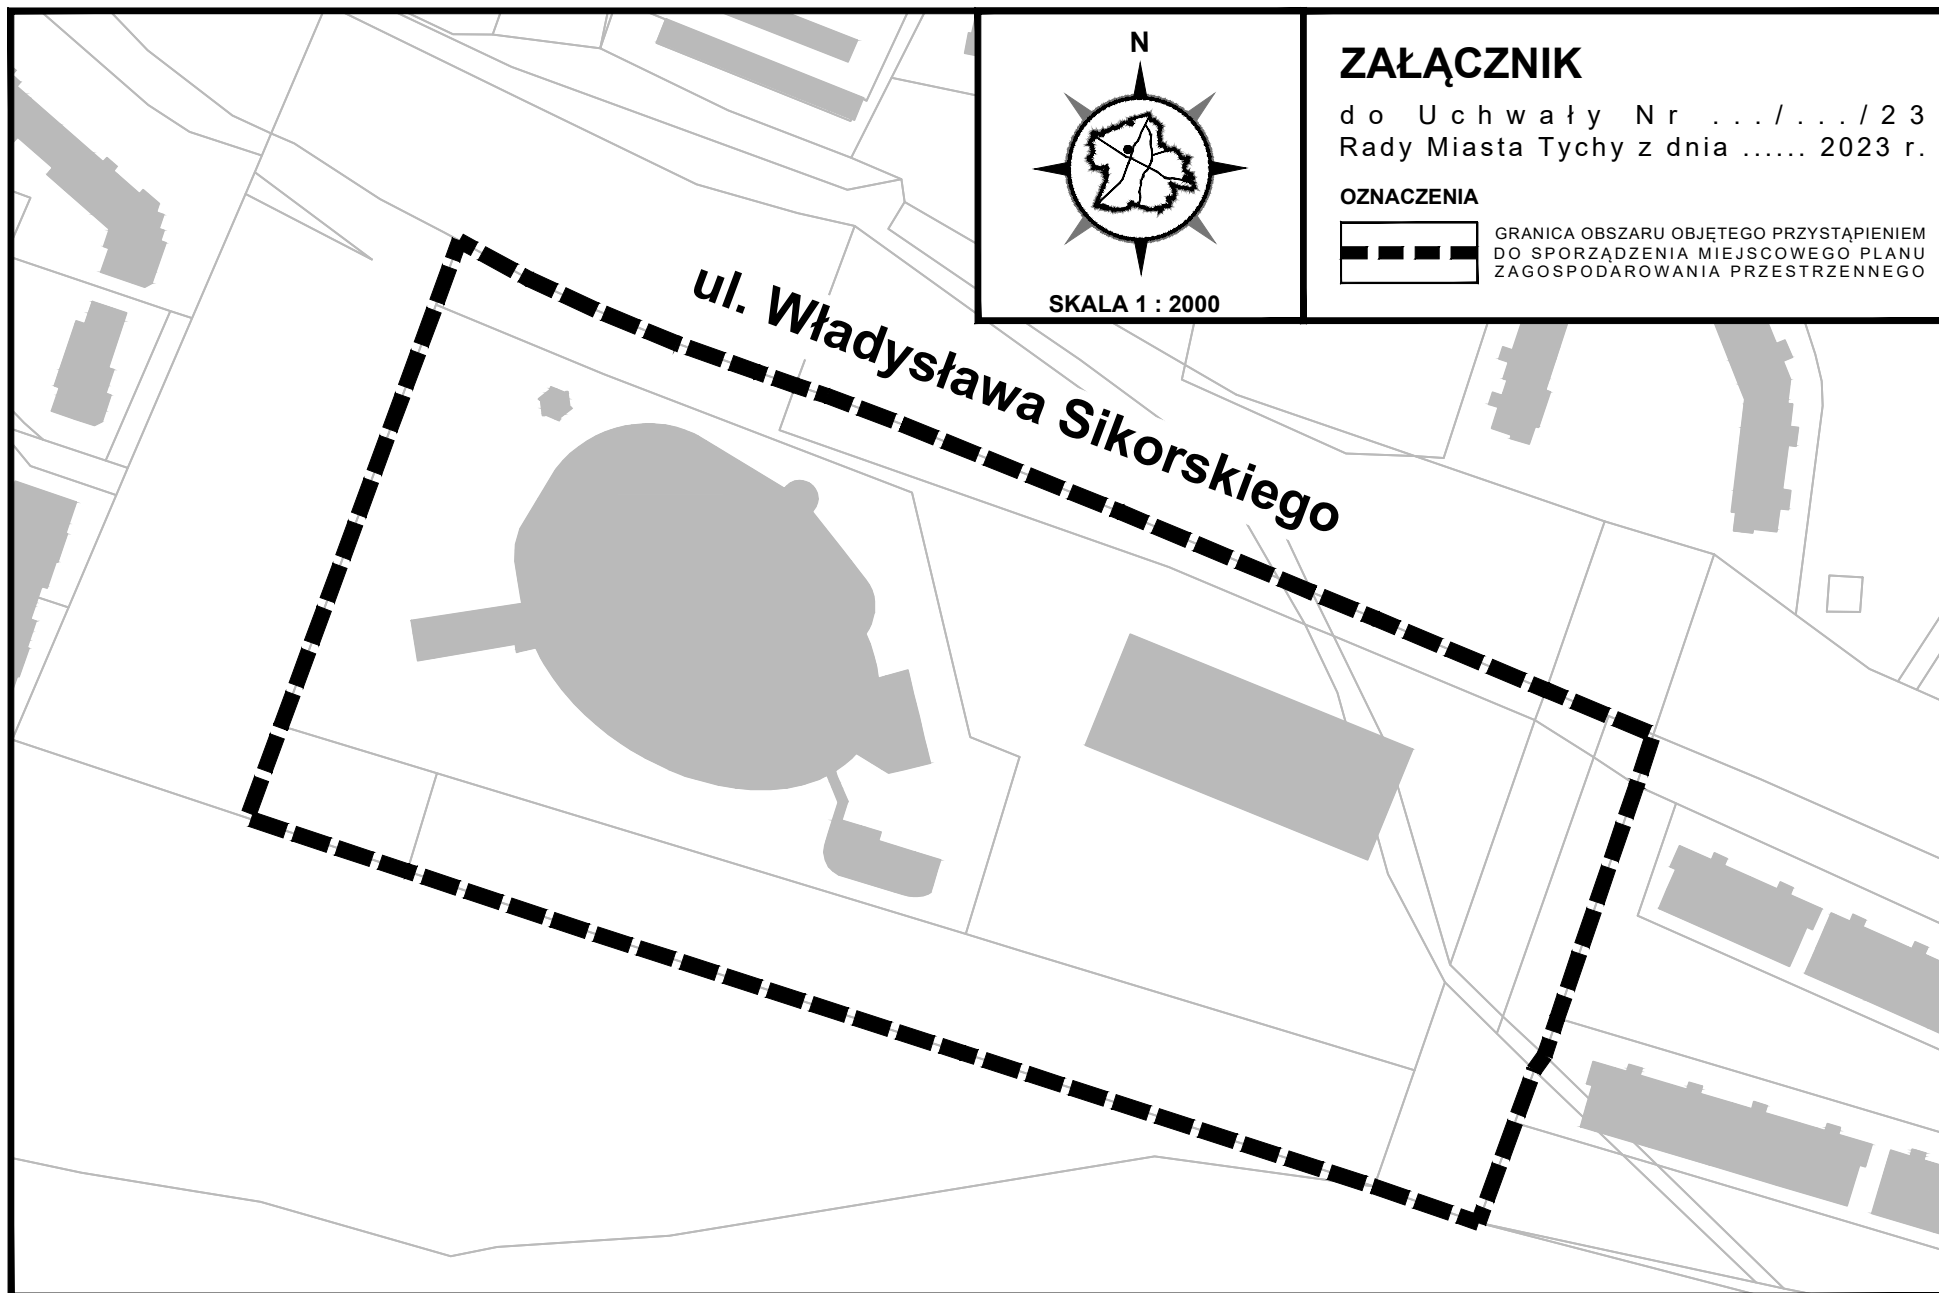 N
SKALA 1 : 2000
ZAŁĄCZNIK
do Uchwały Nr .../.../23
Rady Miasta Tychy z dnia ...... 2023 r.
OZNACZENIA
GRANICA OBSZARU OBJĘTEGO PRZYSTĄPIENIEM
DO SPORZĄDZENIA MIEJSCOWEGO PLANU
ZAGOSPODAROWANIA PRZESTRZENNEGO
ul. Władysława Sikorskiego